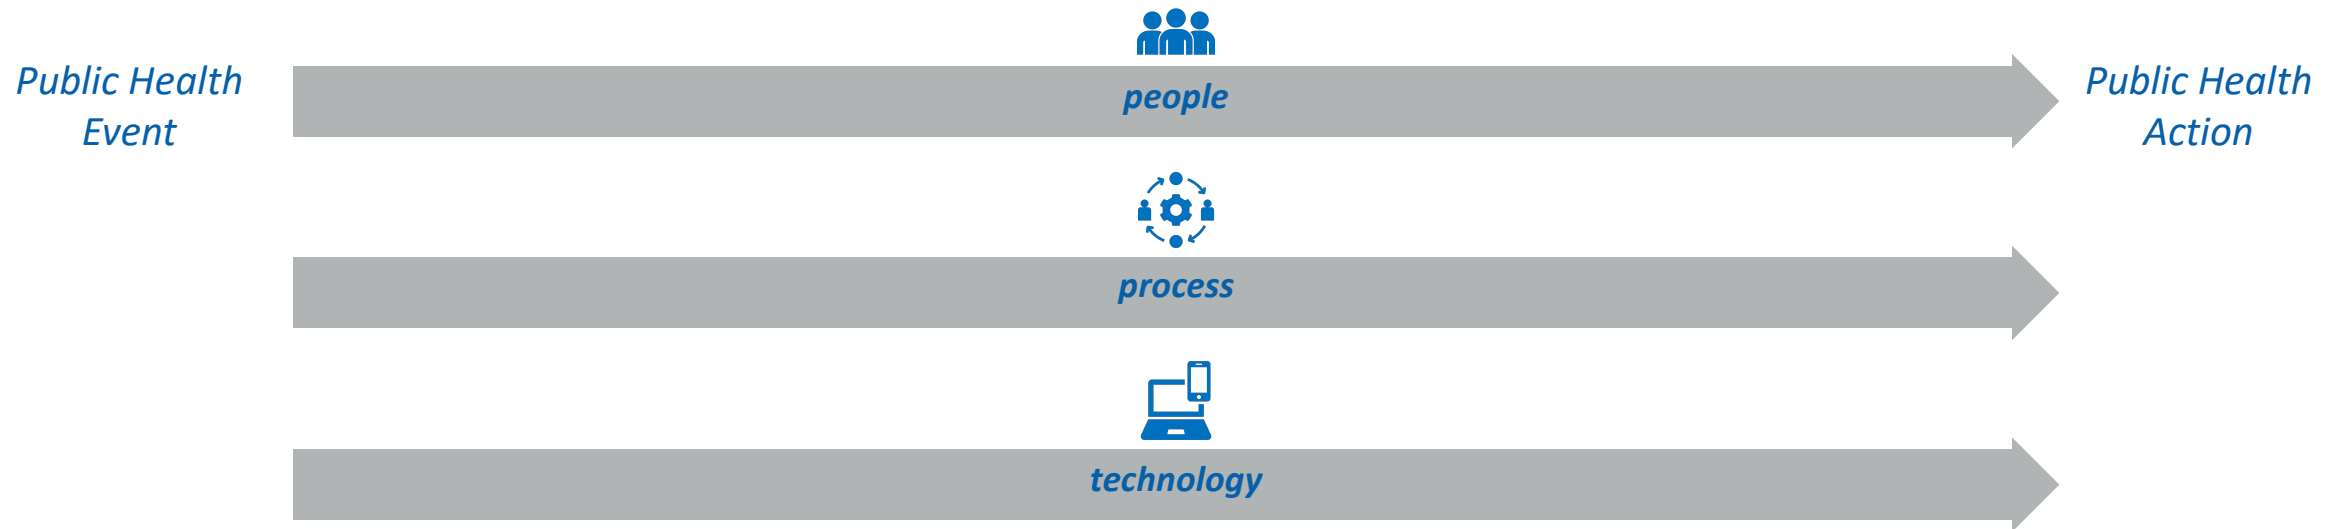 Public Health
Event
people
Public Health
Action
process
technology